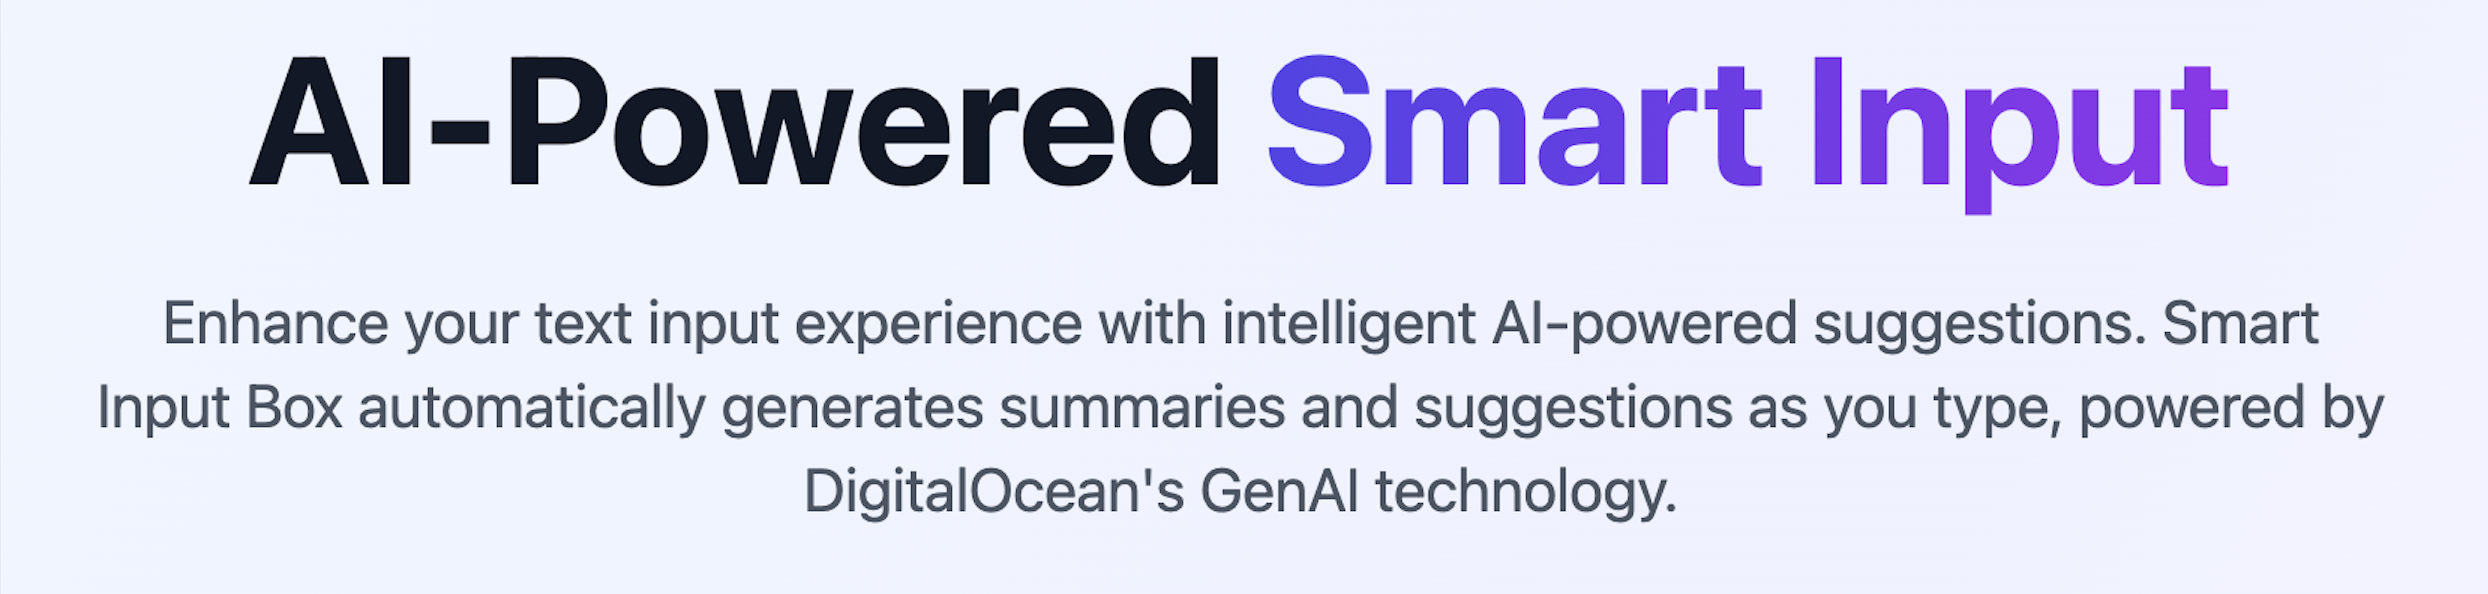 AI-Powered Smart Input
Enhance your text input experience with intelligent AI-powered suggestions. Smart
Input Box automatically generates summaries and suggestions as you type, powered by
DigitalOcean's GenAI technology.